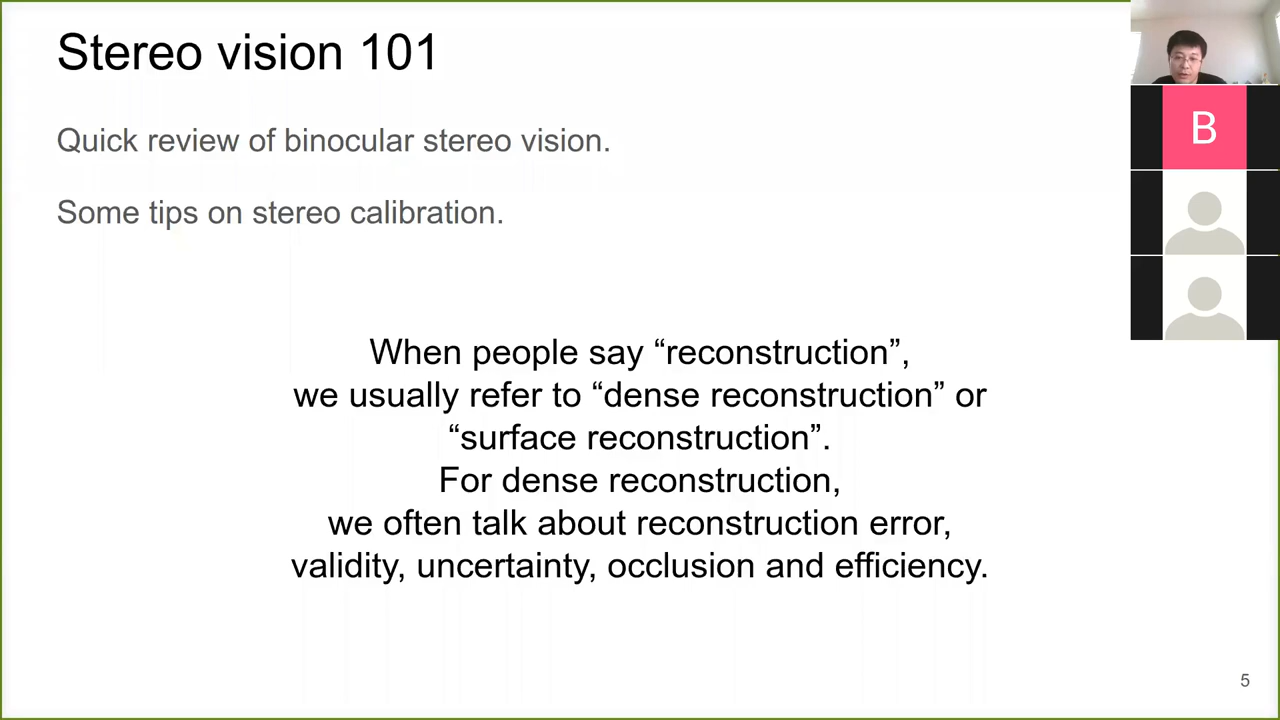 Stereo vision 101
Quick review of binocular stereo vision.
Some tips on stereo calibration.
When people say “reconstruction”,
we usually refer to “dense reconstruction” or
“surface reconstruction”.
For dense reconstruction,
we often talk about reconstruction error,
validity, uncertainty, occlusion and efficiency.
B
5